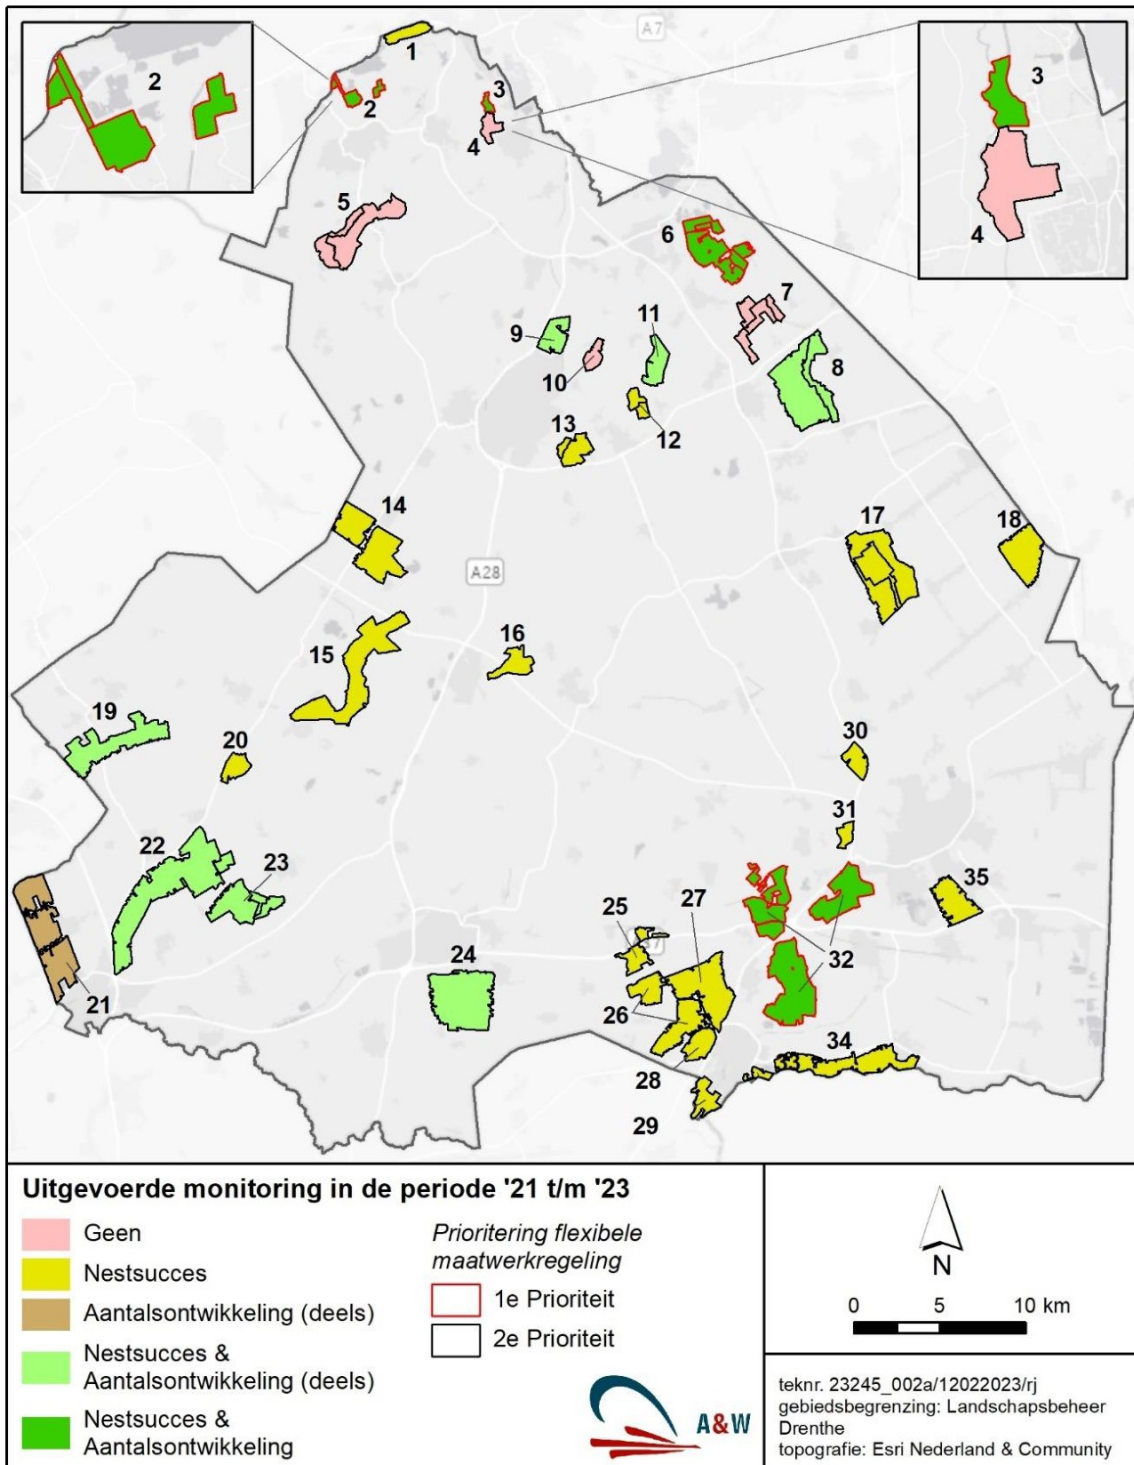 A7
1
2
2
3
4
3
4
5
6
7
8
9
10
11
12
13
14
A28
15
16
17
18
19
20
21
22
23
24
25
26
27
28
29
30
31
32
33
34
35
Uitgevoerde monitoring in de periode '21 t/m '23
Geen
Nestsucces
Aantalsontwikkeling (deels)
Nestsucces &
Aantalsontwikkeling (deels)
Nestsucces &
Aantalsontwikkeling
Prioritering flexibele
maatwerkregeling
1e Prioriteit
2e Prioriteit
A&W
N
0 5 10 km
teknr. 23245_002a/12022023/rj
gebiedsbegrenzing: Landschapsbeheer
Drenthe
topografie: Esri Nederland & Community